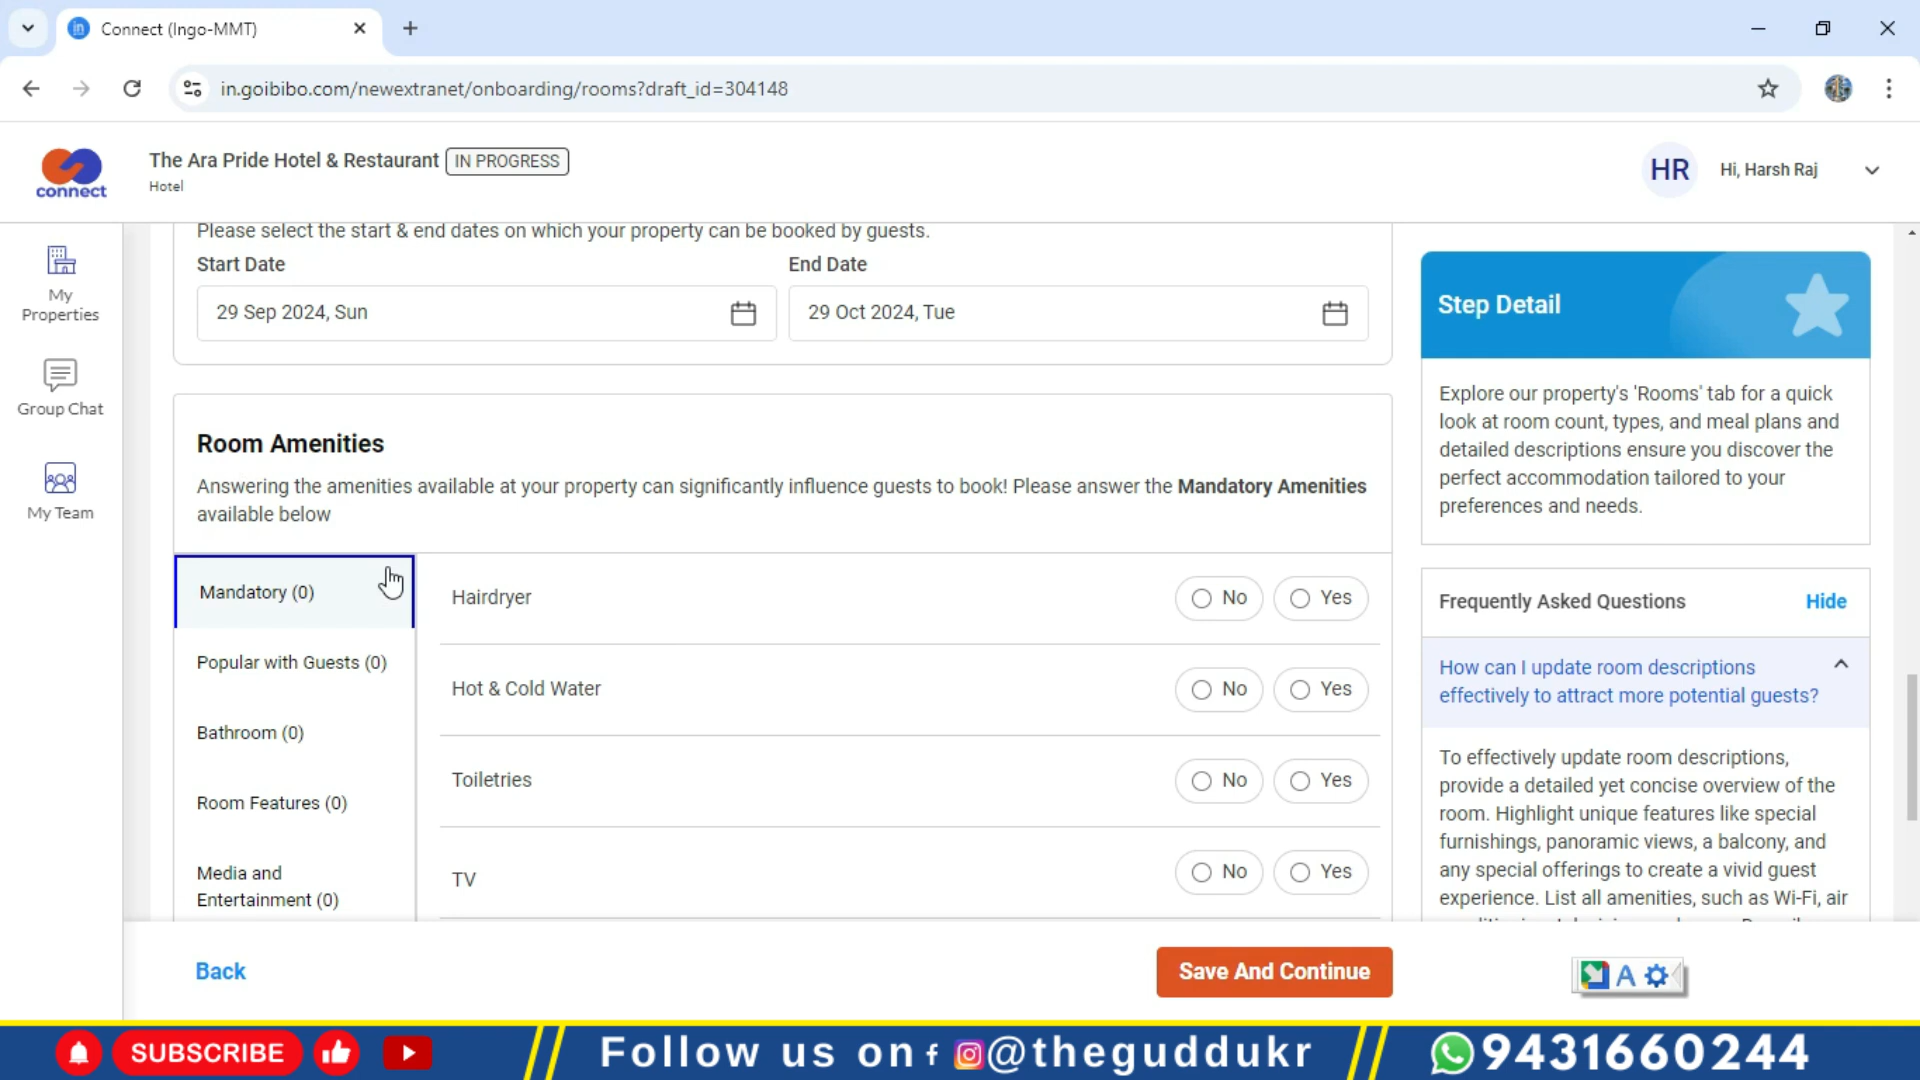 Connect (Ingo-MMT)
in.goibibo.com/newextranet/onboarding/rooms?draft_id=304148
connect
The Ara Pride Hotel & Restaurant IN PROGRESS
Hotel
HR Hi, Harsh Raj
My
Properties
Group Chat
My Team
Please select the start & end dates on which your property can be booked by guests.
Start Date
End Date
29 Sep 2024, Sun
29 Oct 2024, Tue
Room Amenities
Answering the amenities available at your property can significantly influence guests to book! Please answer the Mandatory Amenities
available below
Mandatory (0)
Popular with Guests (0)
Bathroom (0)
Room Features (0)
Media and
Entertainment (0)
Hairdryer No Yes
Hot & Cold Water No Yes
Toiletries No Yes
TV No Yes
Step Detail
Explore our property's 'Rooms' tab for a quick
look at room count, types, and meal plans and
detailed descriptions ensure you discover the
perfect accommodation tailored to your
preferences and needs.
Frequently Asked Questions Hide
How can I update room descriptions
effectively to attract more potential guests?
To effectively update room descriptions,
provide a detailed yet concise overview of the
room. Highlight unique features like special
furnishings, panoramic views, a balcony, and
any special offerings to create a vivid guest
experience. List all amenities, such as Wi-Fi, air
Back
Save And Continue
A
SUBSCRIBE
Follow us on f @theguddukr
9431660244